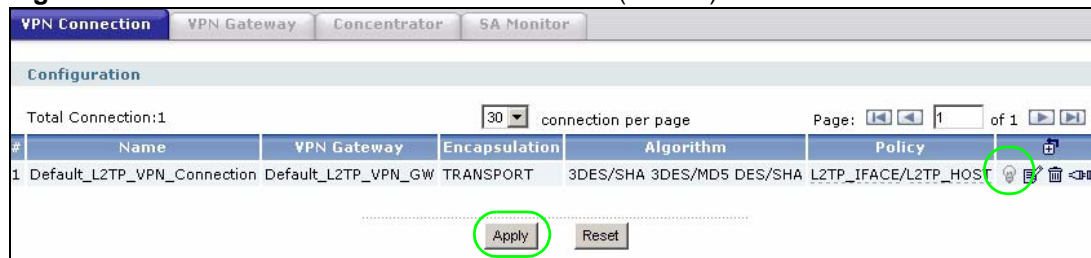 VPN Connection VPN Gateway Concentrator SA Monitor
Configuration
Total Connection:1 30 connection per page Page: 1 of 1
# Name VPN Gateway Encapsulation Algorithm Policy
1 Default_L2TP_VPN_Connection Default_L2TP_VPN_GW TRANSPORT 3DES/SHA 3DES/MD5 DES/SHA L2TP_IFACE/L2TP_HOST
Apply Reset